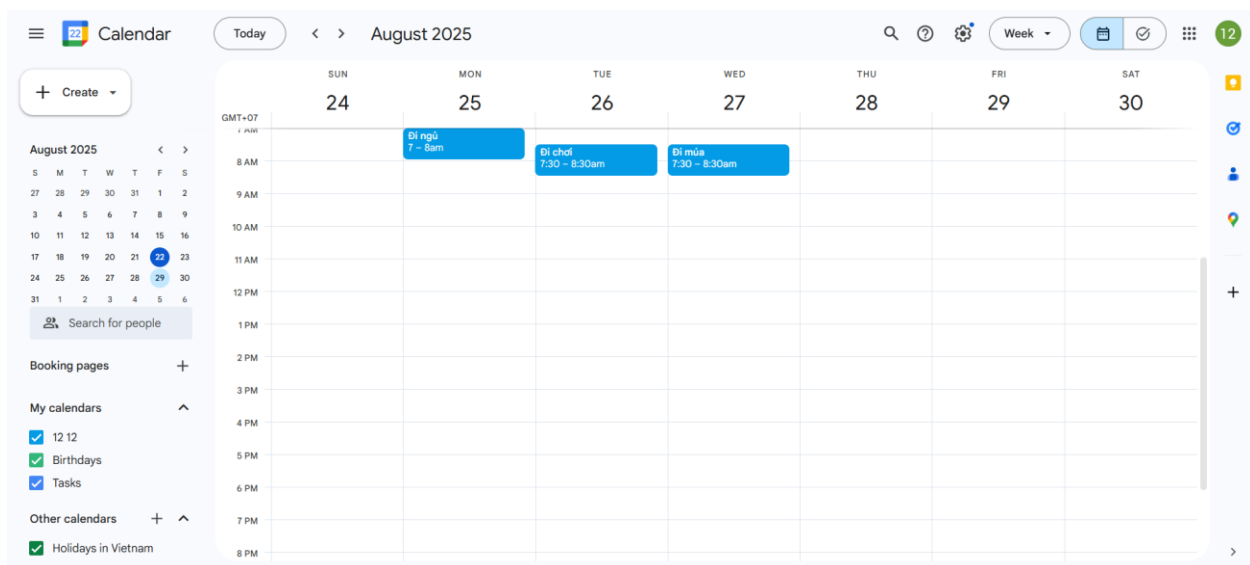 22 Calendar Today August 2025 Week 12
Create
August 2025
S M T W T F S
27 28 29 30 31 1 2
3 4 5 6 7 8 9
10 11 12 13 14 15 16
17 18 19 20 21 22 23
24 25 26 27 28 29 30
31 1 2 3 4 5 6
Search for people
Booking pages
My calendars
12 12
Birthdays
Tasks
Other calendars
Holidays in Vietnam
SUN MON TUE WED THU FRI SAT
24 25 26 27 28 29 30
GMT+07
7 AM
Đi ngủ
7 – 8am
Đi chơi
7:30 – 8:30am
Đi múa
7:30 – 8:30am
8 AM
9 AM
10 AM
11 AM
12 PM
1 PM
2 PM
3 PM
4 PM
5 PM
6 PM
7 PM
8 PM